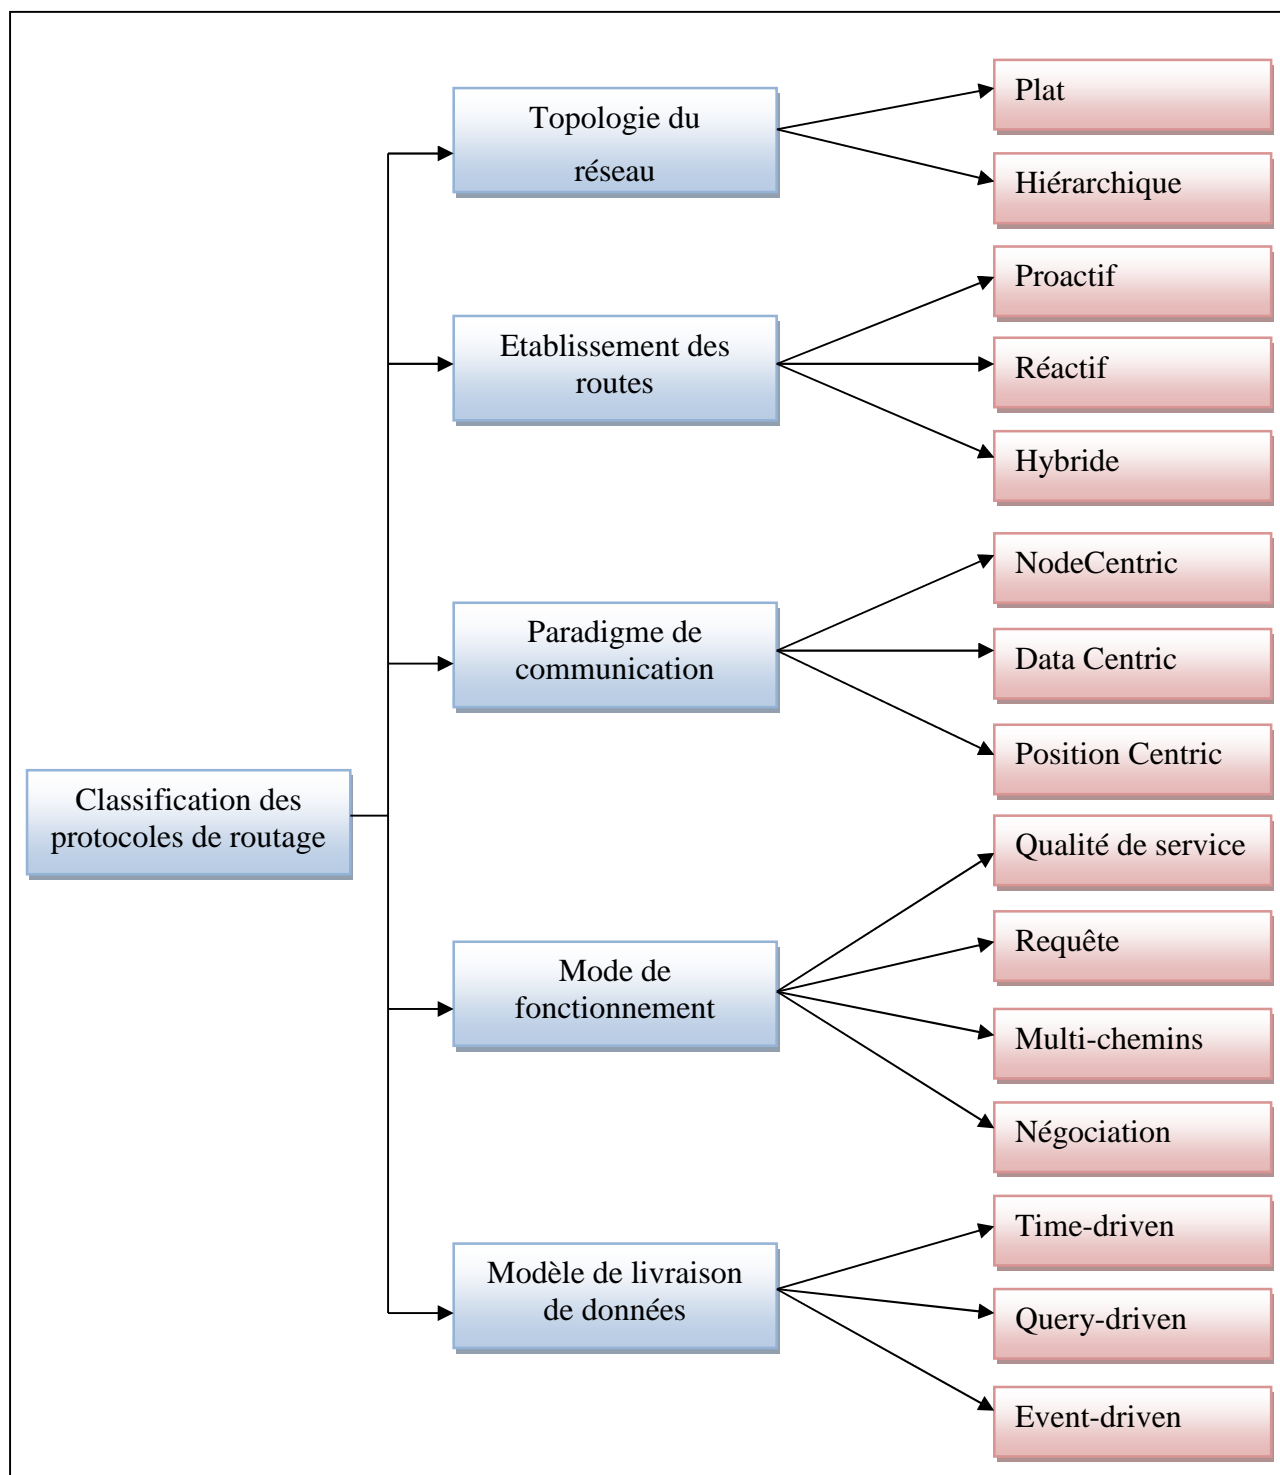 Classification des
protocoles de routage
Topologie du
réseau
Plat
Hiérarchique
Etablissement des
routes
Proactif
Réactif
Hybride
Paradigme de
communication
NodeCentric
Data Centric
Position Centric
Mode de
fonctionnement
Qualité de service
Requête
Multi-chemins
Négociation
Modèle de livraison
de données
Time-driven
Query-driven
Event-driven